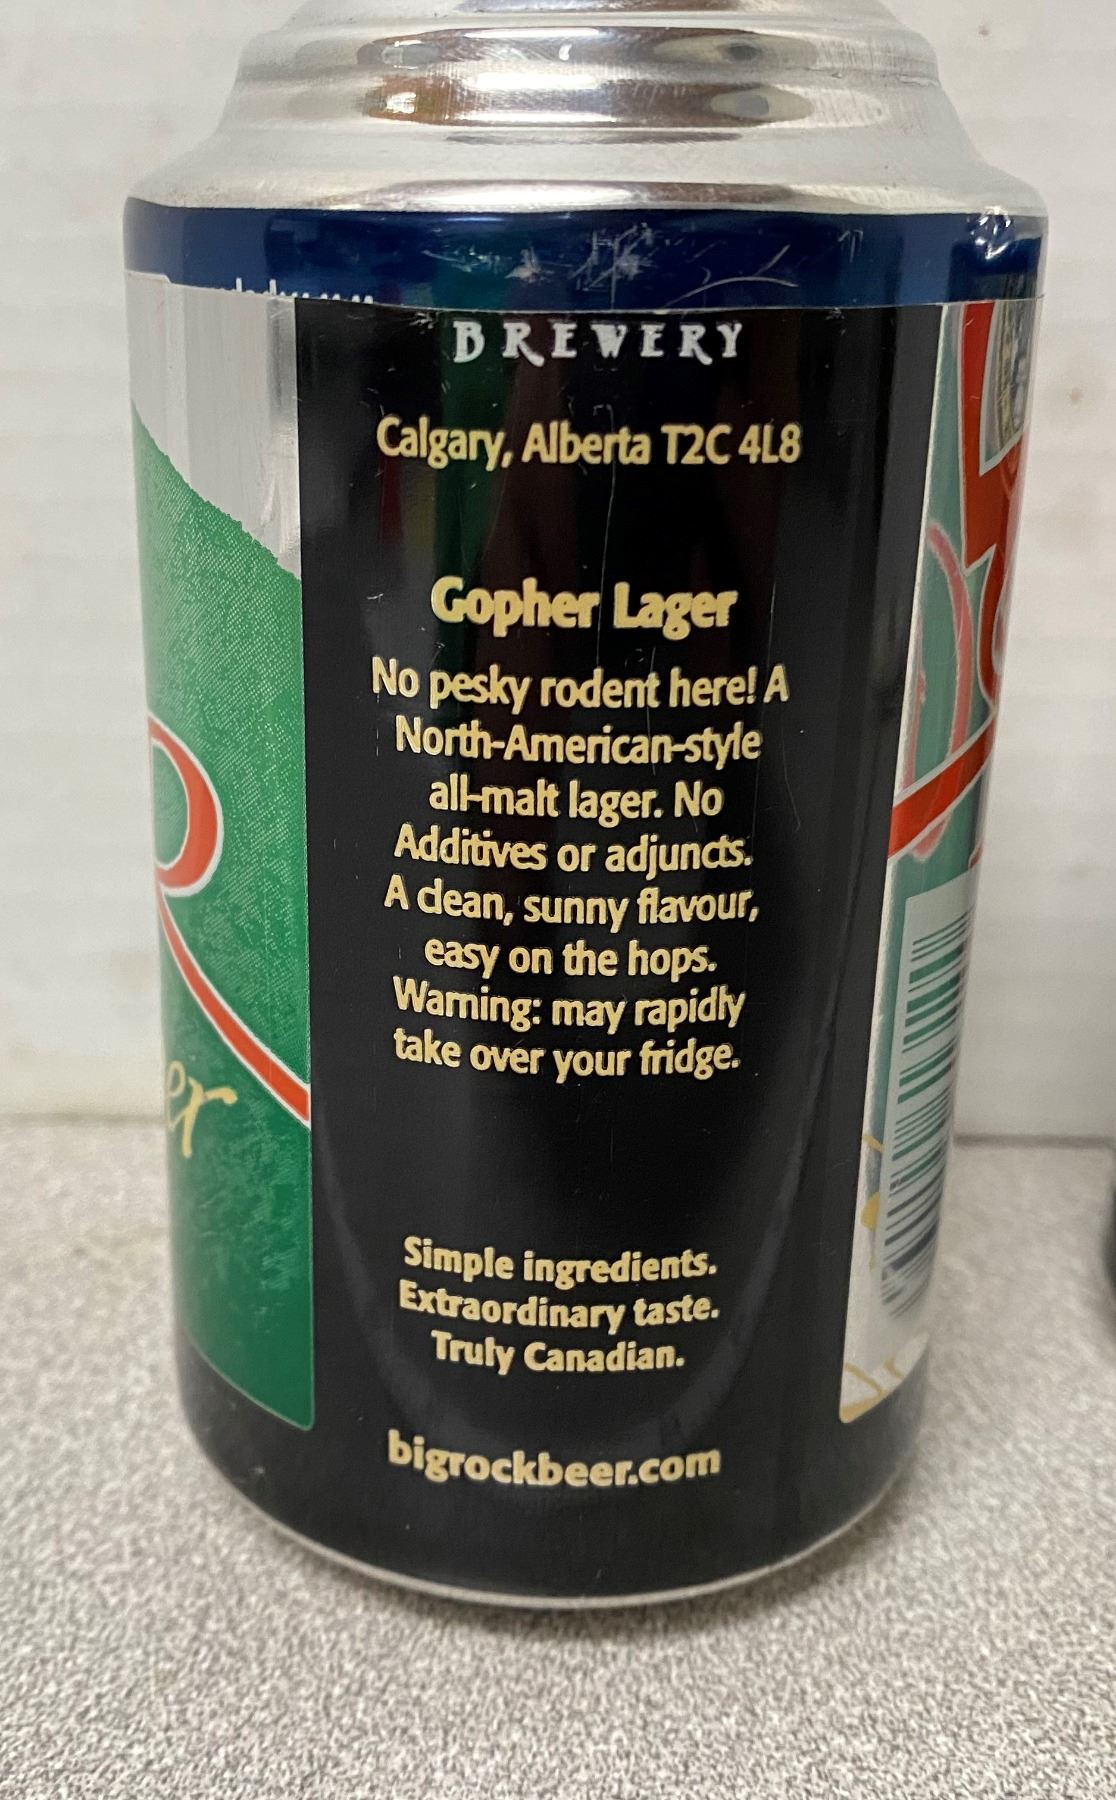 BREWERY
Calgary, Alberta T2C 4L8
Gopher Lager
No pesky rodent here! A
North-American-style
all-malt lager. No
Additives or adjuncts.
A clean, sunny flavour,
easy on the hops.
Warning: may rapidly
take over your fridge.
Simple ingredients.
Extraordinary taste.
Truly Canadian.
bigrockbeer.com
R
er